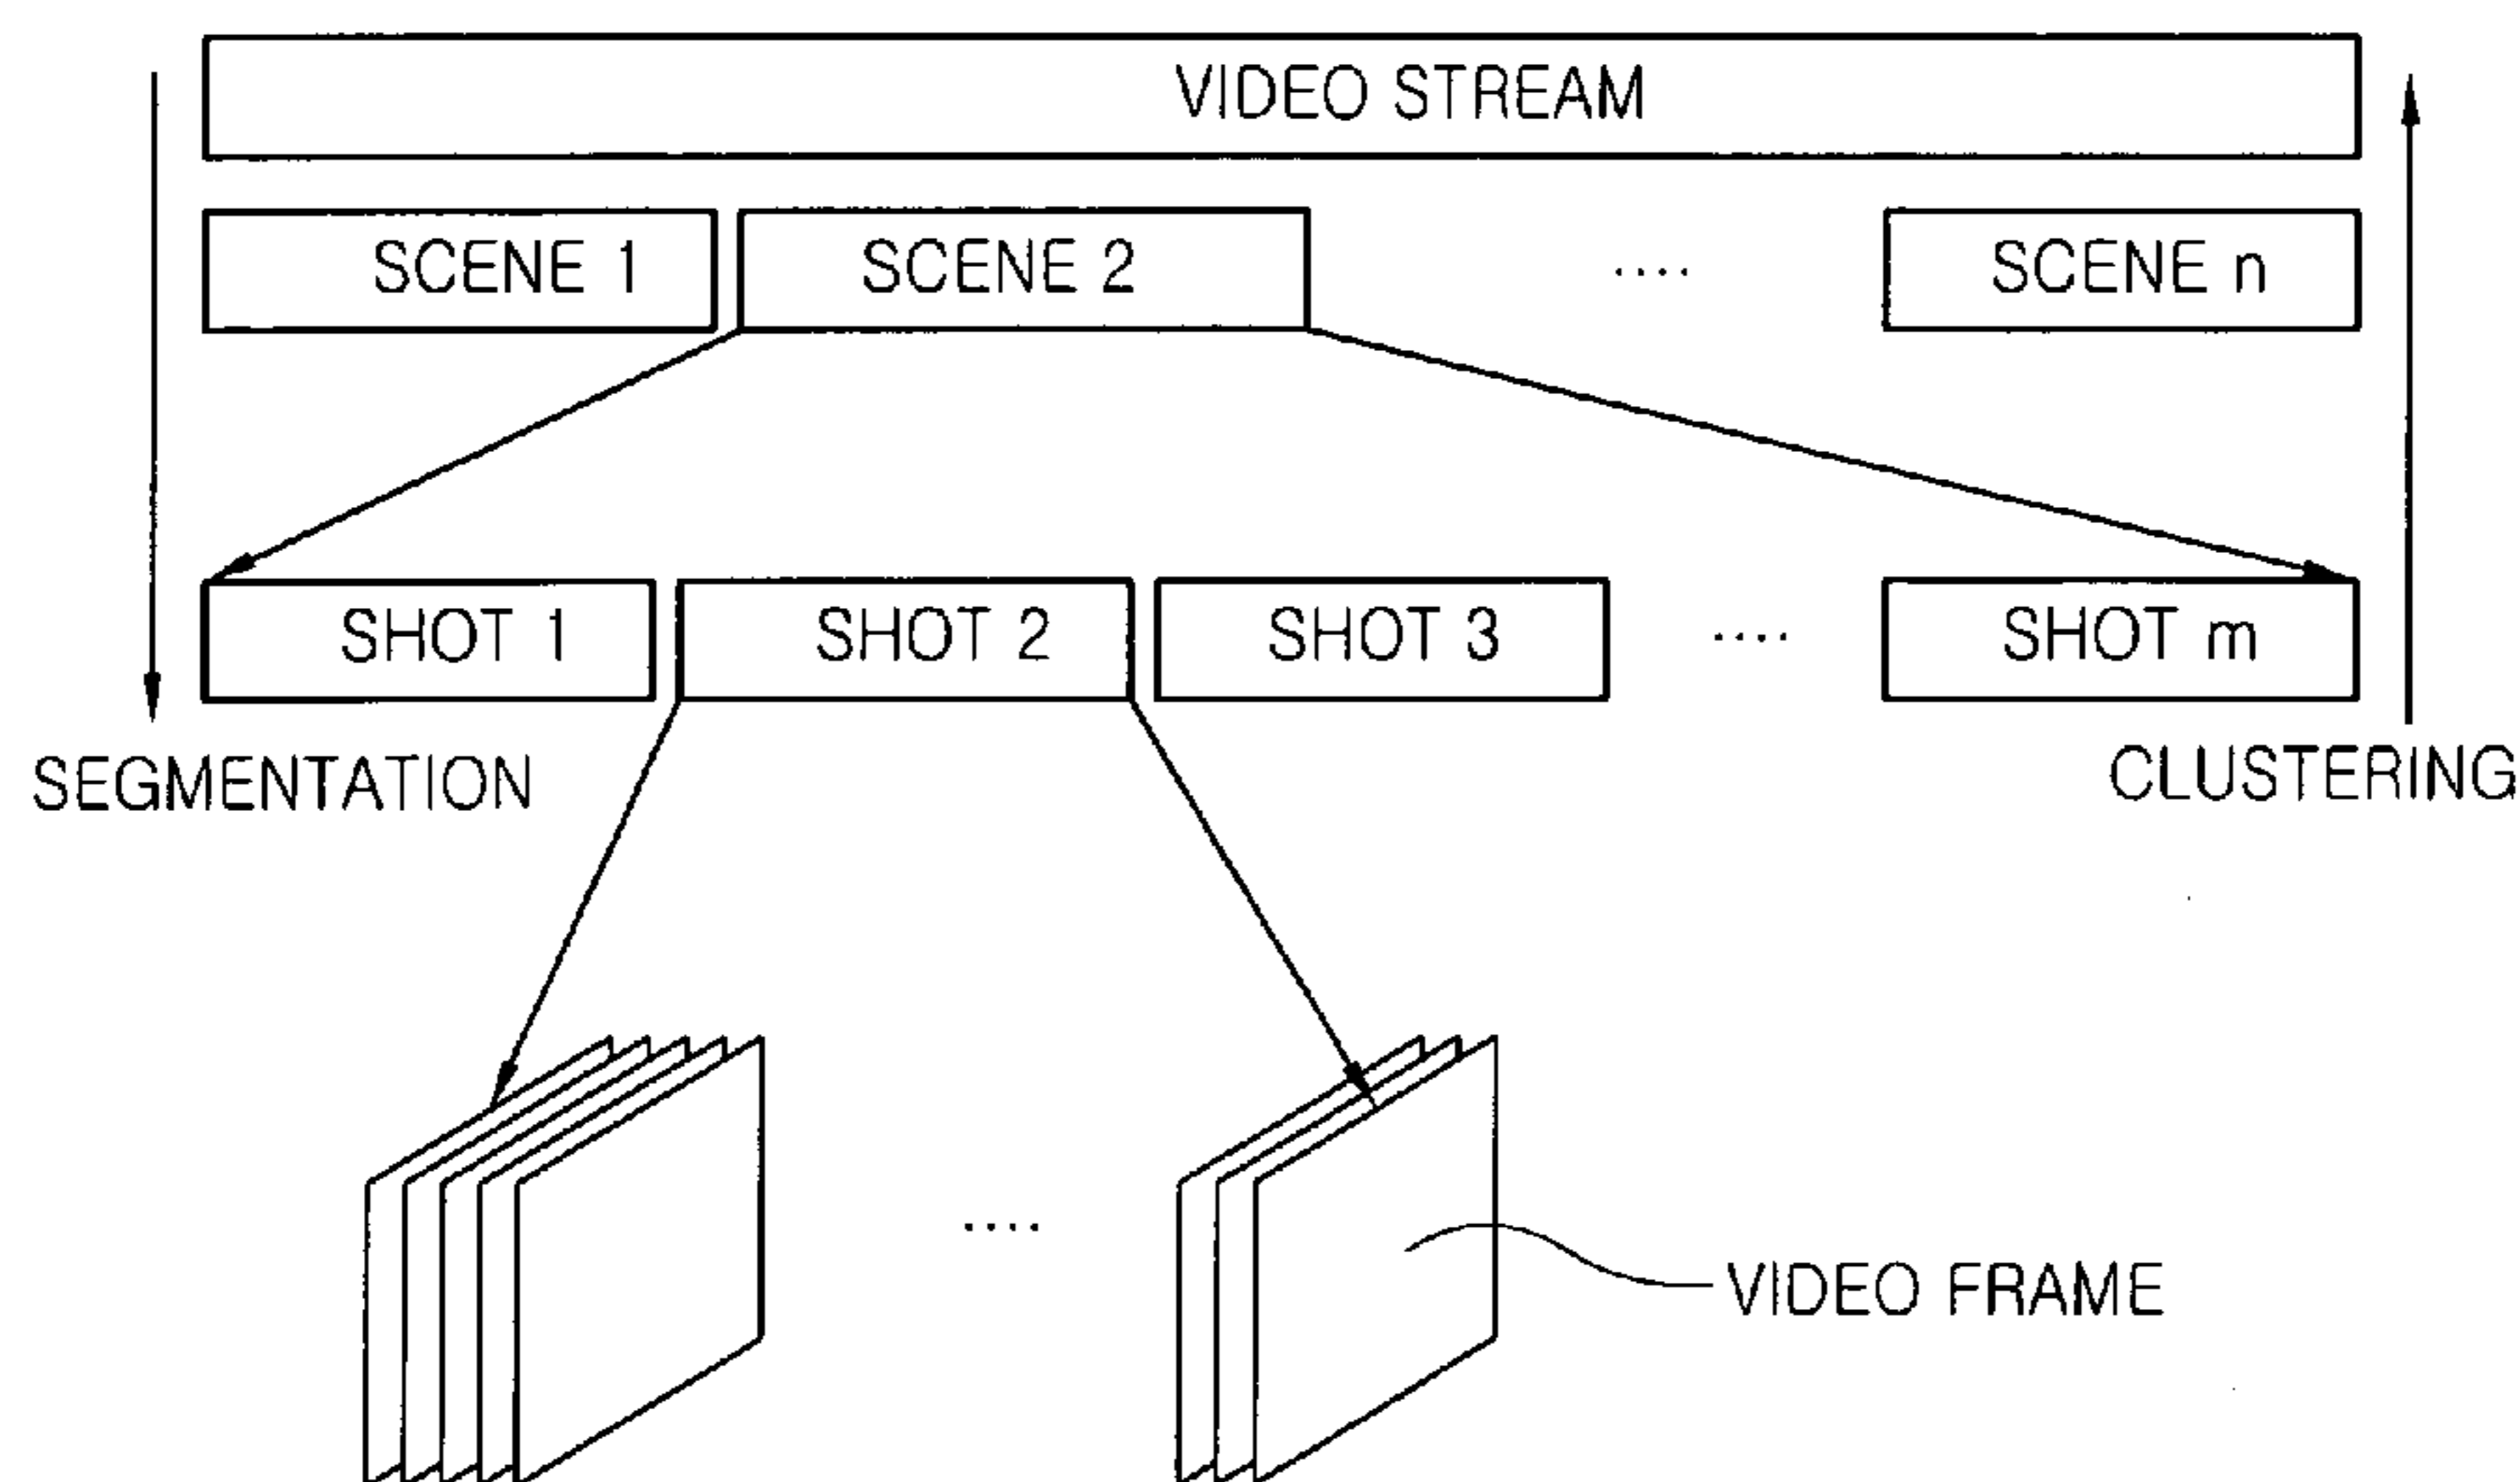 VIDEO STREAM
SCENE 1 SCENE 2 .... SCENE n
SHOT 1 SHOT 2 SHOT 3 .... SHOT m
SEGMENTATION CLUSTERING
....
VIDEO FRAME